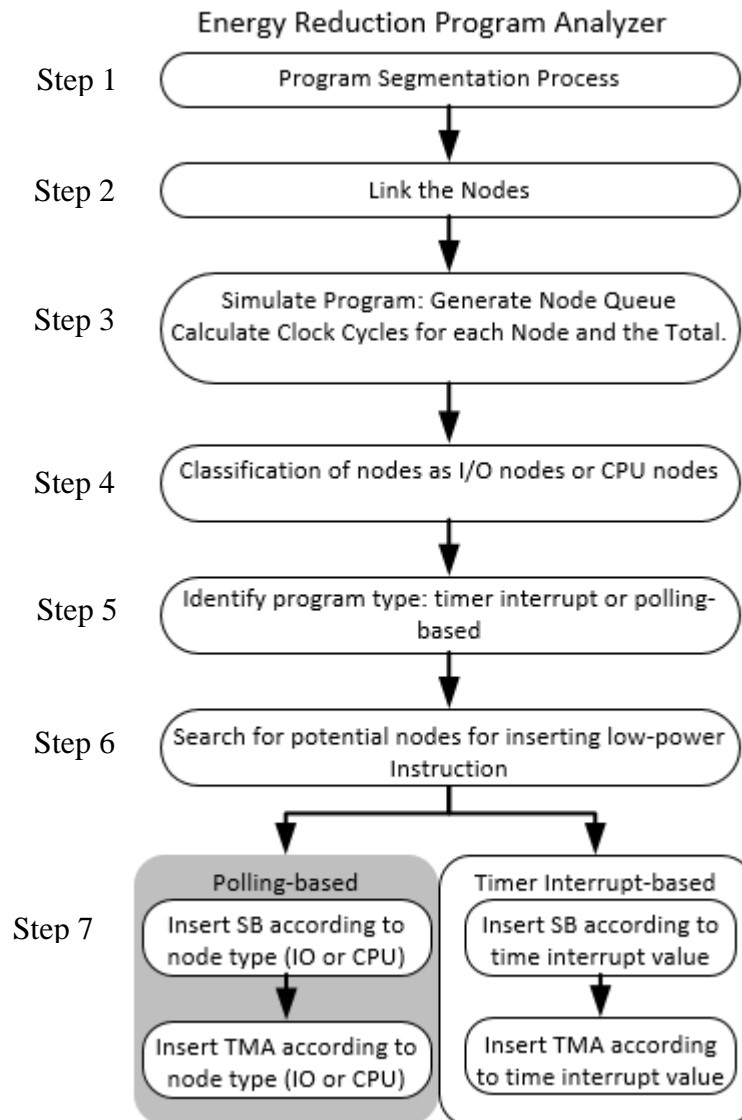 Energy Reduction Program Analyzer
Step 1
Program Segmentation Process
Step 2
Link the Nodes
Step 3
Simulate Program: Generate Node Queue
Calculate Clock Cycles for each Node and the Total.
Step 4
Classification of nodes as I/O nodes or CPU nodes
Step 5
Identify program type: timer interrupt or polling-
based
Step 6
Search for potential nodes for inserting low-power
Instruction
Step 7
Polling-based
Insert SB according to
node type (IO or CPU)
Insert TMA according to
node type (IO or CPU)
Timer Interrupt-based
Insert SB according to
time interrupt value
Insert TMA according
to time interrupt value